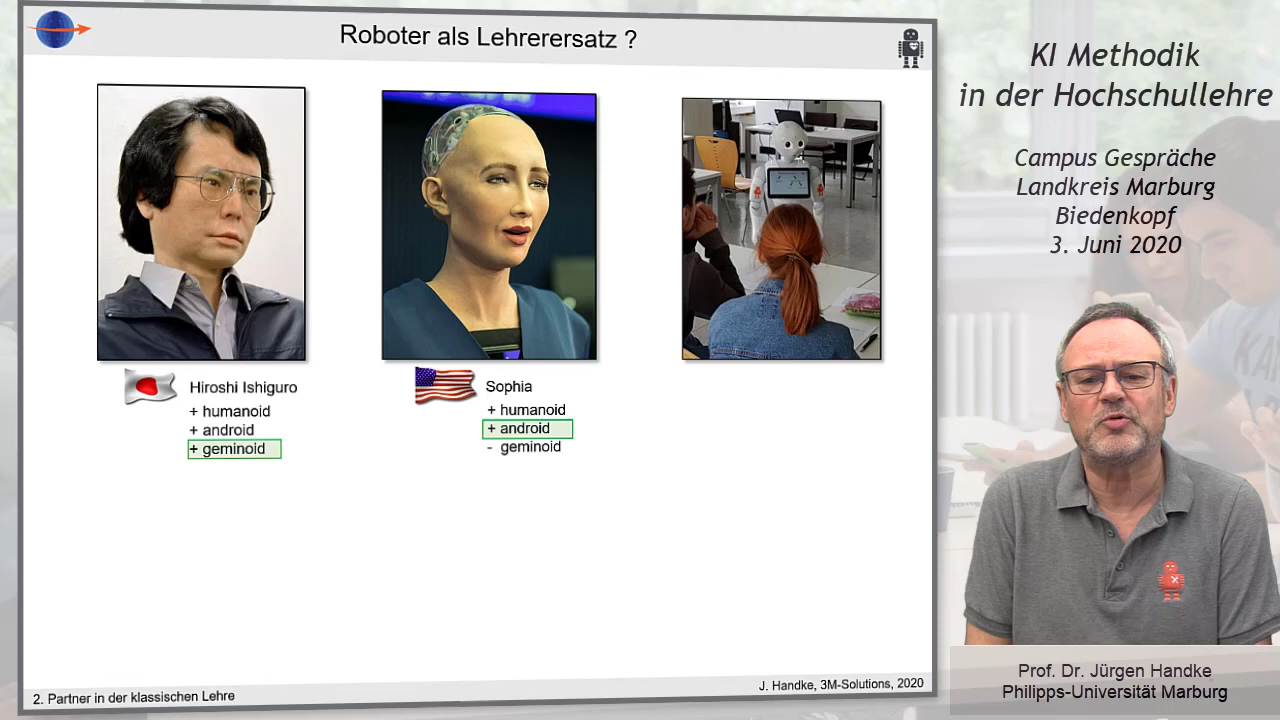 Roboter als Lehrerersatz ?
Hiroshi Ishiguro
+ humanoid
+ android
+ geminoid
Sophia
+ humanoid
+ android
- geminoid
2. Partner in der klassischen Lehre
J. Handke, 3M-Solutions, 2020
KI Methodik
in der Hochschullehre
Campus Gespräche
Landkreis Marburg
Biedenkopf
3. Juni 2020
Prof. Dr. Jürgen Handke
Philipps-Universität Marburg